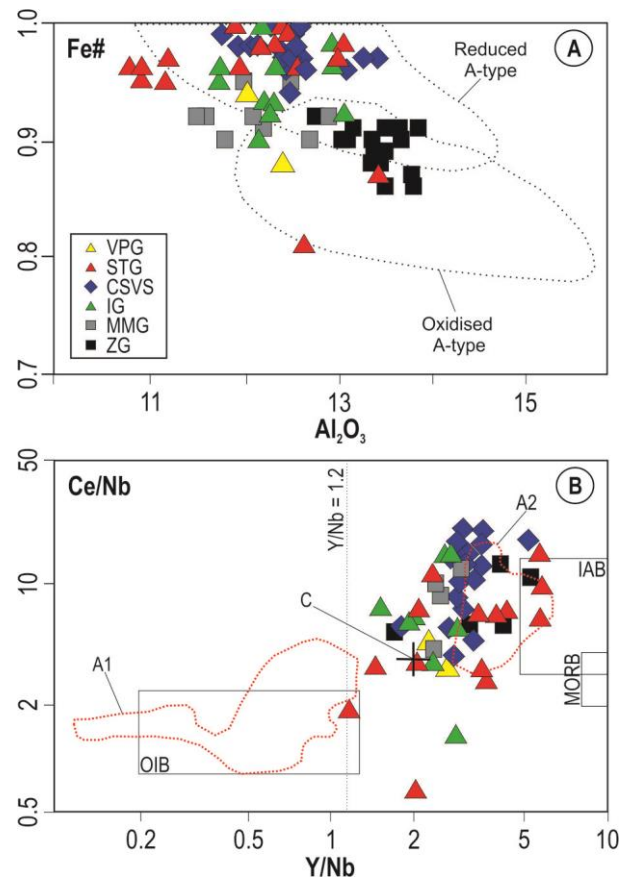 1.0
Fe#
A
Reduced
A-type
0.9
0.8
0.7
VPG
STG
CSVS
IG
MMG
ZG
Oxidised
A-type
11
13
15
Al₂O₃
50
Ce/Nb
B
Y/Nb = 1.2
A2
10
IAB
C
A1
MORB
2
OIB
0.5
0.2
0.5
1
2
5
10
Y/Nb